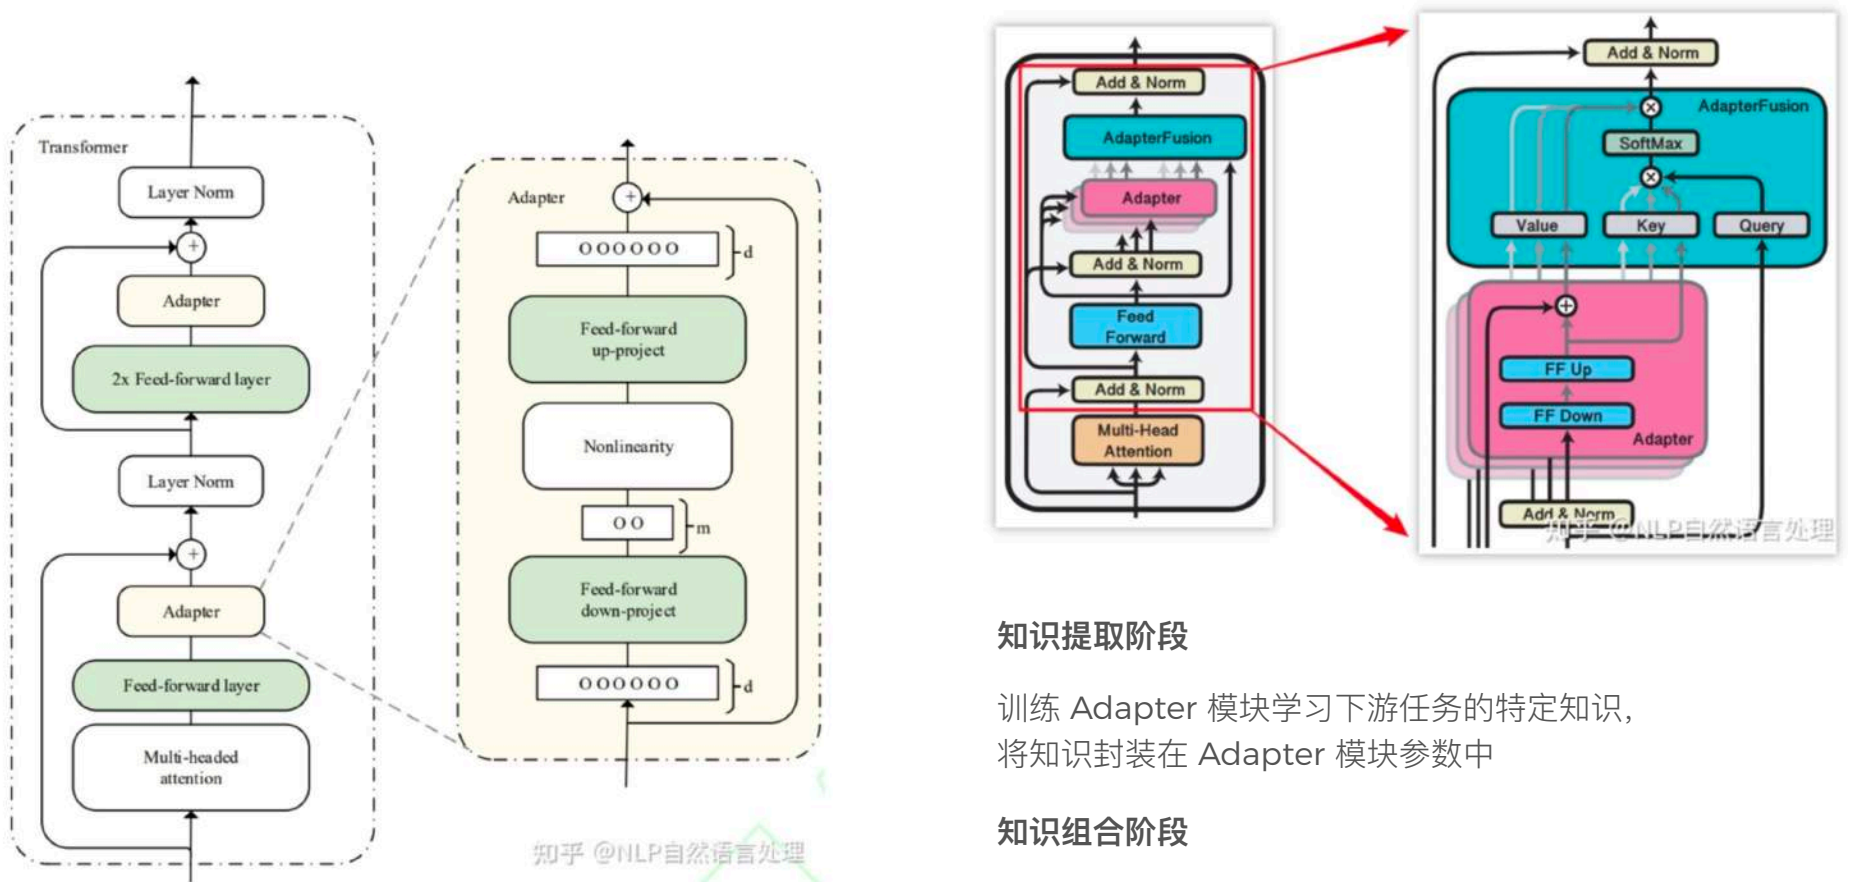 Transformer
Layer Norm
+
Adapter
2x Feed-forward layer
Layer Norm
+
Adapter
Feed-forward layer
Multi-headed
attention
Adapter
+
O O O O O O
d
Feed-forward
up-project
Nonlinearity
O O
m
Feed-forward
down-project
O O O O O O
d
知乎 @NLP自然语言处理
Add & Norm
AdapterFusion
Adapter
Add & Norm
Feed
Forward
Add & Norm
Multi-Head
Attention
Add & Norm
AdapterFusion
SoftMax
Value
Key
Query
FF Up
FF Down
Adapter
Add & Norm
知乎 @NLP自然语言处理
知识提取阶段
训练 Adapter 模块学习下游任务的特定知识,
将知识封装在 Adapter 模块参数中
知识组合阶段